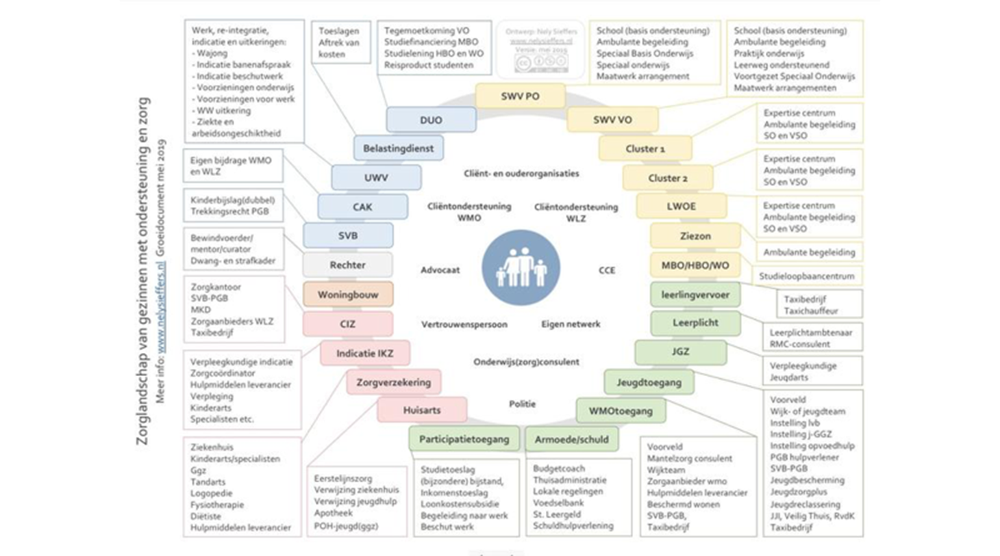 Zorglandschap van gezinnen met ondersteuning en zorg
Meer info: www.nelysieffers.nl Groeidocument mei 2019
Werk, re-integratie,
indicatie en uitkeringen:
- Wajong
- Indicatie banenafspraak
- Indicatie beschutwerk
- Voorzieningen onderwijs
- Voorzieningen voor werk
- WW uitkering
- Ziekte en
arbeidsongeschiktheid
Toeslagen
Aftrek van
kosten
Tegemoetkoming VO
Studiefinanciering MBO
Studielening HBO en WO
Reisproduct studenten
Ontwerp: Nely Sieffers
www.nelysieffers.nl
Versie: mei 2019
School (basis ondersteuning)
Ambulante begeleiding
Speciaal Basis Onderwijs
Speciaal onderwijs
Maatwerk arrangement
School (basis ondersteuning)
Ambulante begeleiding
Praktijk onderwijs
Leerweg ondersteunend
Voortgezet Speciaal Onderwijs
Maatwerk arrangementen
SWV PO
DUO
SWV VO
Belastingdienst
Cluster 1
Expertise centrum
Ambulante begeleiding
SO en VSO
Eigen bijdrage WMO
en WLZ
UWV
Cliënt- en ouderorganisaties
Cluster 2
Expertise centrum
Ambulante begeleiding
SO en VSO
Kinderbijslag(dubbel)
Trekkingsrecht PGB
CAK
Cliëntondersteuning
WMO
Cliëntondersteuning
WLZ
LWOE
Expertise centrum
Ambulante begeleiding
SO en VSO
Bewindvoerder/
mentor/curator
Dwang- en strafkader
SVB
Ziezon
Ambulante begeleiding
Rechter
Advocaat
CCE
MBO/HBO/WO
Studieloopbaancentrum
Zorgkantoor
SVB-PGB
MKD
Zorgaanbieders WLZ
Taxibedrijf
Woningbouw
leerlingvervoer
Taxibedrijf
Taxichauffeur
CIZ
Vertrouwenspersoon
Eigen netwerk
Leerplicht
Leerplichtambtenaar
RMC-consulent
Verpleegkundige indicatie
Zorgcoördinator
Hulpmiddelen leverancier
Verpleging
Kinderarts
Specialisten etc.
Indicatie IKZ
Onderwijs(zorg)consulent
JGZ
Verpleegkundige
Jeugdarts
Zorgverzekering
Jeugdtoegang
Huisarts
Politie
WMOtoegang
Participatietoegang
Armoede/schuld
Ziekenhuis
Kinderarts/specialisten
Ggz
Tandarts
Logopedie
Fysiotherapie
Diëtiste
Hulpmiddelen leverancier
Eerstelijnszorg
Verwijzing ziekenhuis
Verwijzing jeugdhulp
Apotheek
POH-jeugd(ggz)
Studietoeslag
(bijzondere) bijstand,
Inkomenstoeslag
Loonkostensubsidie
Begeleiding naar werk
Beschut werk
Budgetcoach
Thuisadministratie
Lokale regelingen
Voedselbank
St. Leergeld
Schuldhulpverlening
Voorveld
Mantelzorg consulent
Wijkteam
Zorgaanbieder wmo
Hulpmiddelen leverancier
Beschermd wonen
SVB-PGB,
Taxibedrijf
Voorveld
Wijk- of jeugdteam
Instelling lvb
Instelling j-GGZ
Instelling opvoedhulp
PGB hulpverlener
SVB-PGB
Jeugdbescherming
Jeugdzorgplus
Jeugdreclassering
JJI, Veilig Thuis, RvdK
Taxibedrijf